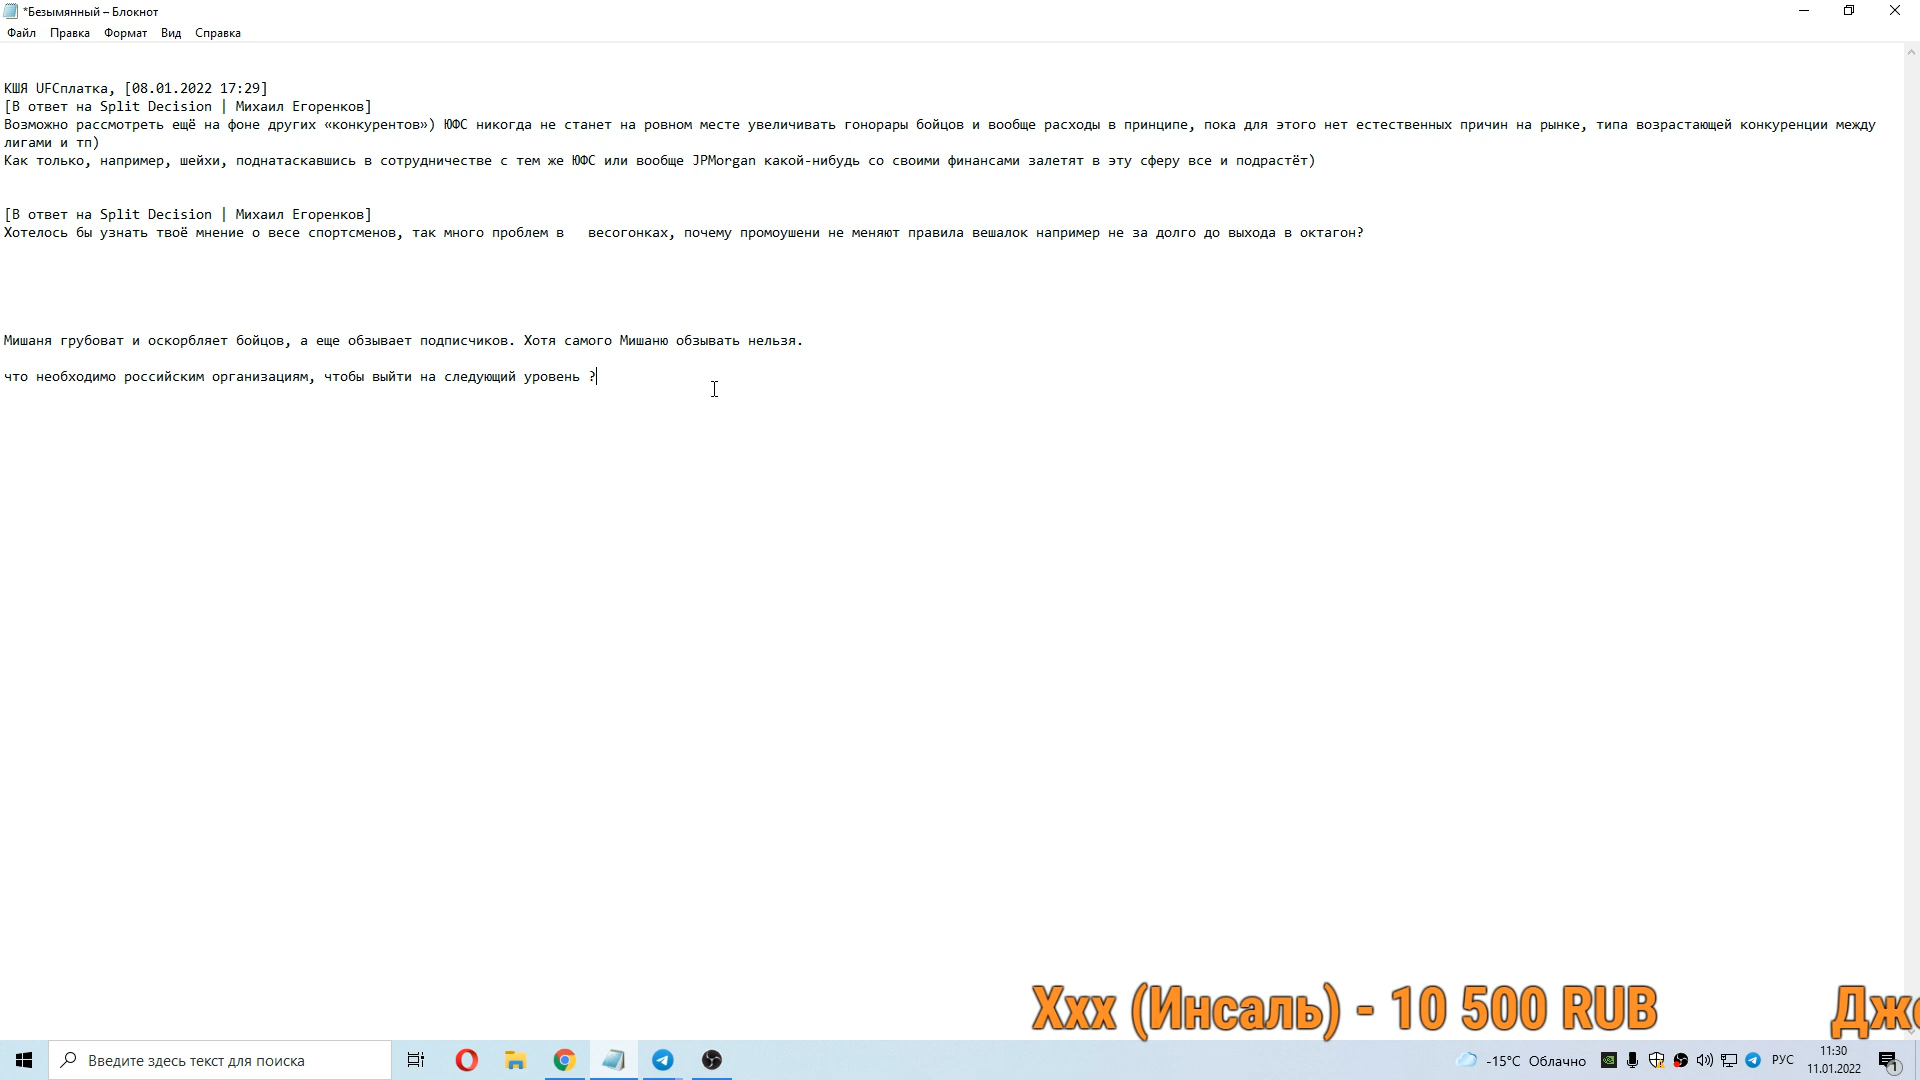 *Безымянный – Блокнот
Файл Правка Формат Вид Справка
КШЯ UFCплатка, [08.01.2022 17:29]
[В ответ на Split Decision | Михаил Егоренков]
Возможно рассмотреть ещё на фоне других «конкурентов») ЮФС никогда не станет на ровном месте увеличивать гонорары бойцов и вообще расходы в принципе, пока для этого нет естественных причин на рынке, типа возрастающей конкуренции между
лигами и тп)
Как только, например, шейхи, поднатаскавшись в сотрудничестве с тем же ЮФС или вообще JPMorgan какой-нибудь со своими финансами залетят в эту сферу все и подрастёт)
[В ответ на Split Decision | Михаил Егоренков]
Хотелось бы узнать твоё мнение о весе спортсменов, так много проблем в весогонках, почему промоушени не меняют правила вешалок например не за долго до выхода в октагон?
Мишаня грубоват и оскорбляет бойцов, а еще обзывает подписчиков. Хотя самого Мишаню обзывать нельзя.
что необходимо российским организациям, чтобы выйти на следующий уровень ?
Xxx (Инсаль) - 10 500 RUB
Введите здесь текст для поиска
-15°C Облачно
РУС
11:30
11.01.2022
1